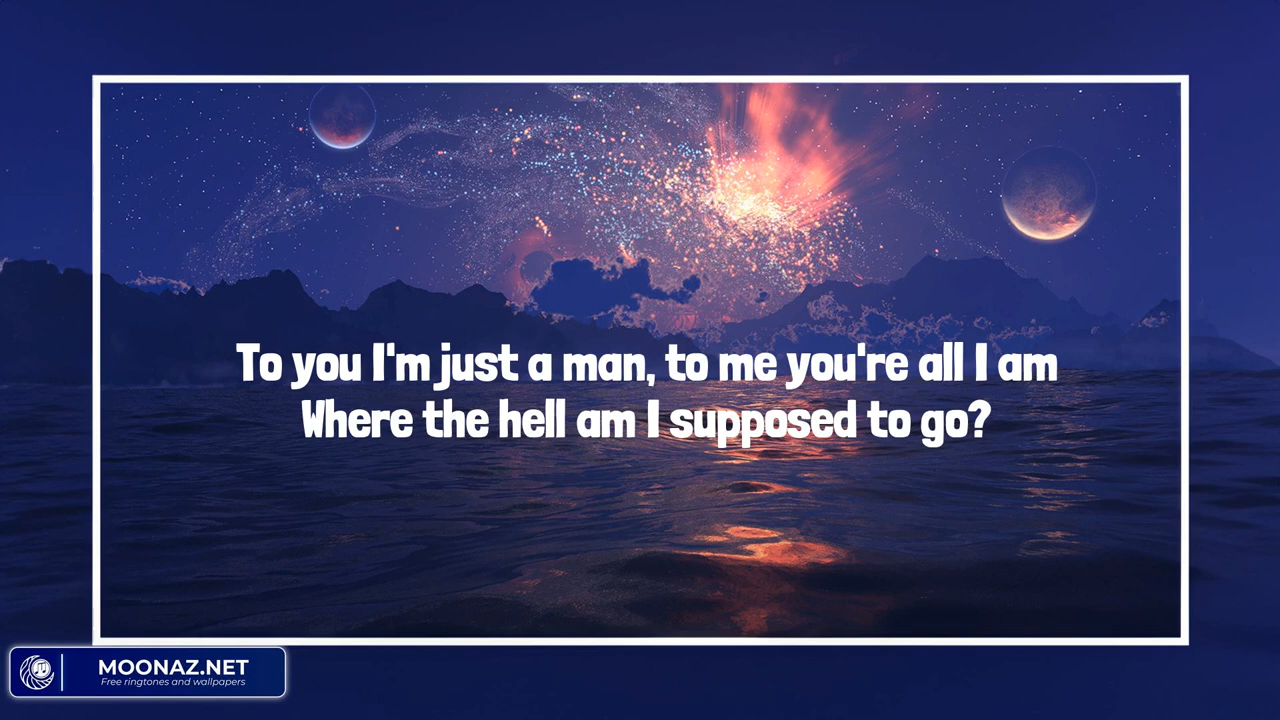 To you I'm just a man, to me you're all I am
Where the hell am I supposed to go?
MOONAZ.NET
Free ringtones and wallpapers